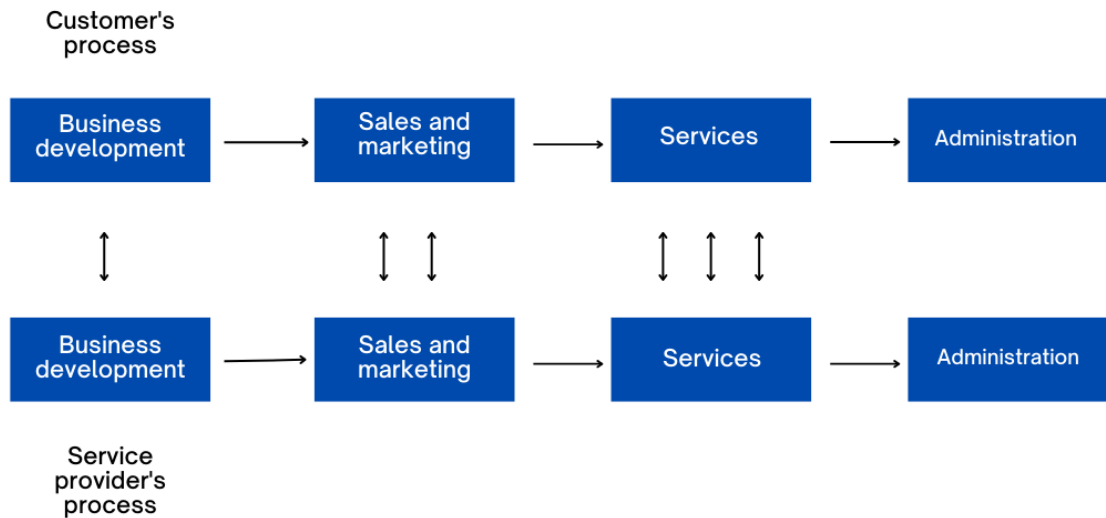 Customer's
process
Business
development
Sales and
marketing
Services
Administration
Business
development
Sales and
marketing
Services
Administration
Service
provider's
process